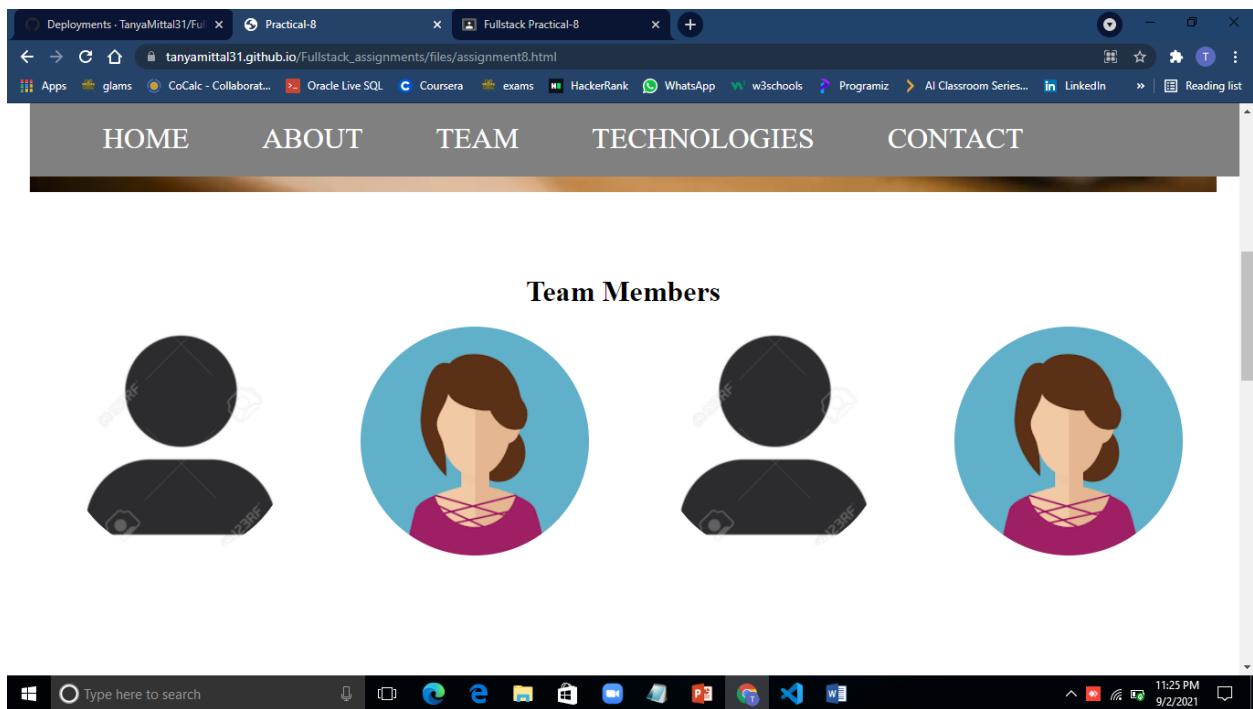 Deployments · TanyaMittal31/Ful
Practical-8
Fullstack Practical-8
tanyamittal31.github.io/Fullstack_assignments/files/assignment8.html
T
Apps glams CoCalc - Collaborat... Oracle Live SQL Coursera exams HackerRank WhatsApp w3schools Programiz AI Classroom Series... LinkedIn » Reading list
HOME ABOUT TEAM TECHNOLOGIES CONTACT
Team Members
Type here to search
11:25 PM
9/2/2021